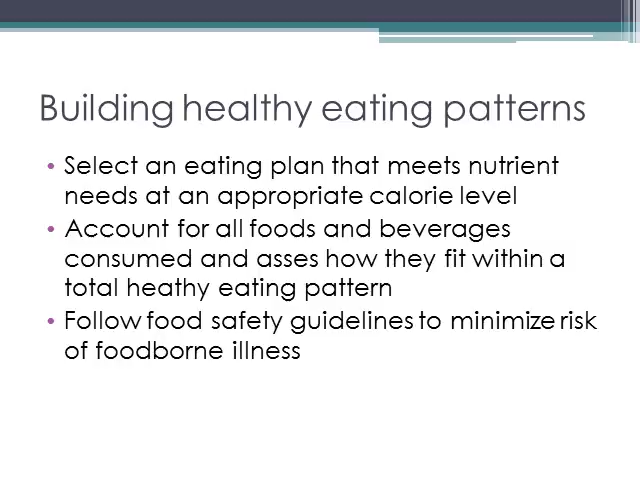 Building healthy eating patterns
• Select an eating plan that meets nutrient
needs at an appropriate calorie level
• Account for all foods and beverages
consumed and asses how they fit within a
total heathy eating pattern
• Follow food safety guidelines to minimize risk
of foodborne illness